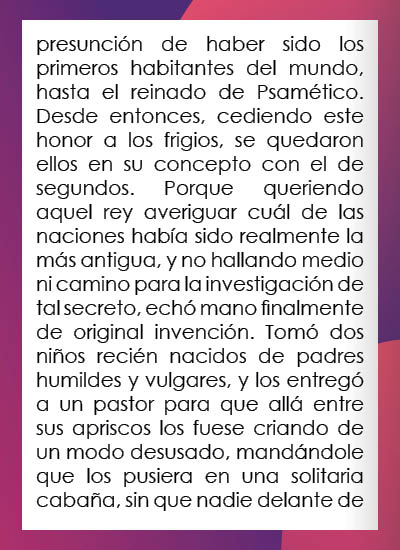 presunción de haber sido los
primeros habitantes del mundo,
hasta el reinado de Psamético.
Desde entonces, cediendo este
honor a los frigios, se quedaron
ellos en su concepto con el de
segundos. Porque queriendo
aquel rey averiguar cuál de las
naciones había sido realmente la
más antigua, y no hallando medio
ni camino para la investigación de
tal secreto, echó mano finalmente
de original invención. Tomó dos
niños recién nacidos de padres
humildes y vulgares, y los entregó
a un pastor para que allá entre
sus apriscos los fuese criando de
un modo desusado, mandándole
que los pusiera en una solitaria
cabaña, sin que nadie delante de